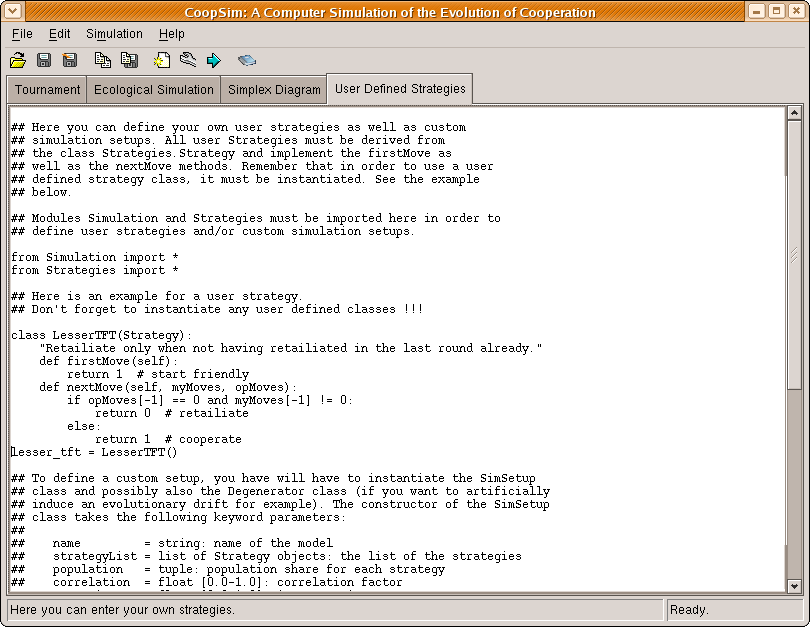 CoopSim: A Computer Simulation of the Evolution of Cooperation
File Edit Simulation Help
Tournament Ecological Simulation Simplex Diagram User Defined Strategies
## Here you can define your own user strategies as well as custom
## simulation setups. All user Strategies must be derived from
## the class Strategies.Strategy and implement the firstMove as
## well as the nextMove methods. Remember that in order to use a user
## defined strategy class, it must be instantiated. See the example
## below.
## Modules Simulation and Strategies must be imported here in order to
## define user strategies and/or custom simulation setups.
from Simulation import *
from Strategies import *
## Here is an example for a user strategy.
## Don't forget to instantiate any user defined classes !!!
class LesserTFT(Strategy):
    "Retailiate only when not having retailiated in the last round already."
    def firstMove(self):
        return 1  # start friendly
    def nextMove(self, myMoves, opMoves):
        if opMoves[-1] == 0 and myMoves[-1] != 0:
            return 0  # retailiate
        else:
            return 1  # cooperate
lesser_tft = LesserTFT()
## To define a custom setup, you have will have to instantiate the SimSetup
## class and possibly also the Degenerator class (if you want to artificially
## induce an evolutionary drift for example). The constructor of the SimSetup
## class takes the following keyword parameters:
##
##    name         = string: name of the model
##    strategyList = list of Strategy objects: the list of the strategies
##    population   = tuple: population share for each strategy
##    correlation  = float [0.0-1.0]: correlation factor
Here you can enter your own strategies. Ready.